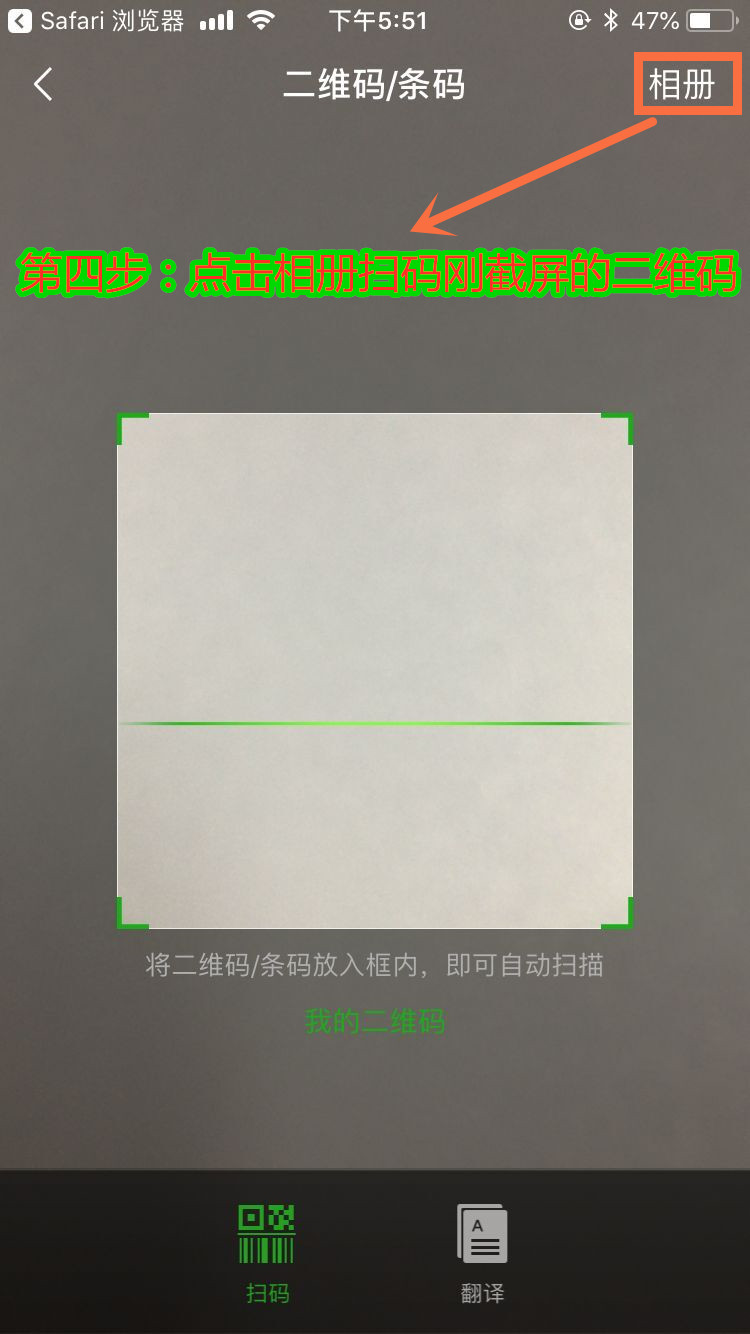 Safari 浏览器 下午5:51 47%
二维码/条码 相册
第四步：点击相册扫码刚截屏的二维码
将二维码/条码放入框内，即可自动扫描
我的二维码
A
扫码 翻译